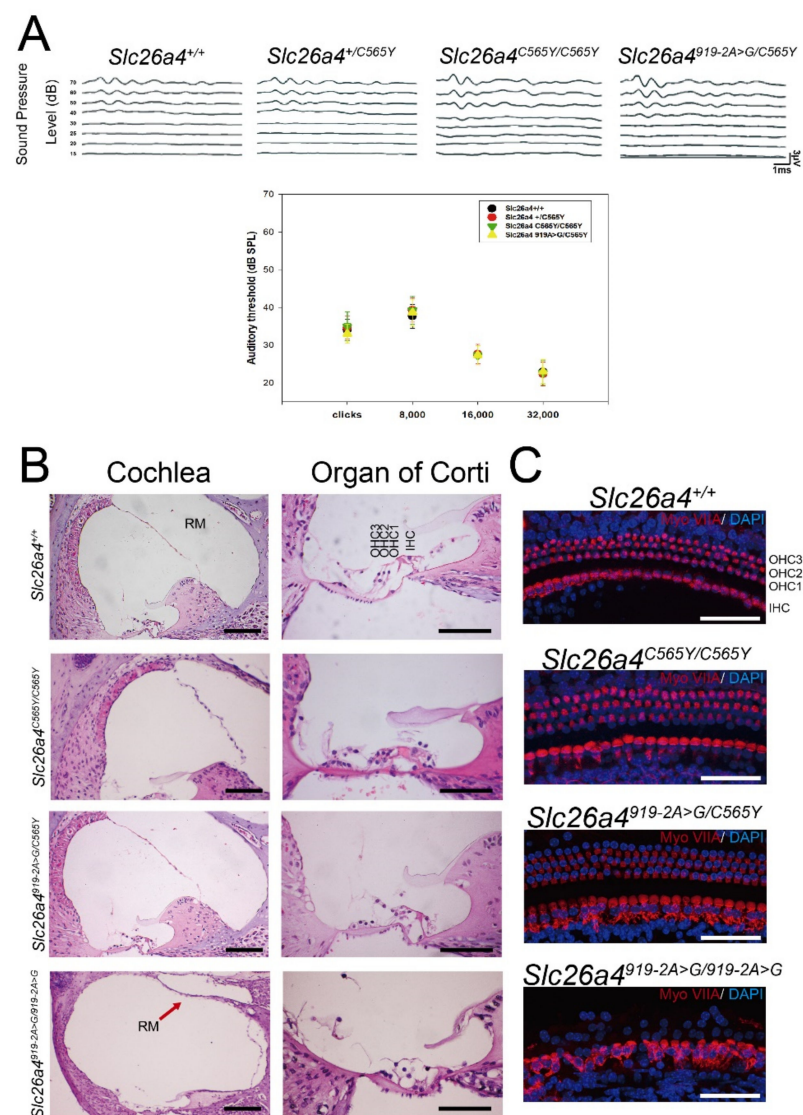 A
Slc26a4+/+
Slc26a4+/C565Y
Slc26a4C565Y/C565Y
Slc26a4919-2A>G/C565Y
Sound Pressure
Level (dB)
70
60
50
40
30
25
20
15
3μV
1ms
Auditory threshold (dB SPL)
70
60
50
40
30
20
Slc26a4+/+
Slc26a4 +/C565Y
Slc26a4 C565Y/C565Y
Slc26a4 919A>G/C565Y
clicks
8,000
16,000
32,000
B
Cochlea
Organ of Corti
Slc26a4+/+
RM
OHC3
OHC2
OHC1
IHC
Slc26a4C565Y/C565Y
Slc26a4919-2A>G/C565Y
Slc26a4919-2A>G/919-2A>G
RM
C
Slc26a4+/+
Myo VIIA/ DAPI
OHC3
OHC2
OHC1
IHC
Slc26a4C565Y/C565Y
Myo VIIA/ DAPI
Slc26a4919-2A>G/C565Y
Myo VIIA/ DAPI
Slc26a4919-2A>G/919-2A>G
Myo VIIA/ DAPI